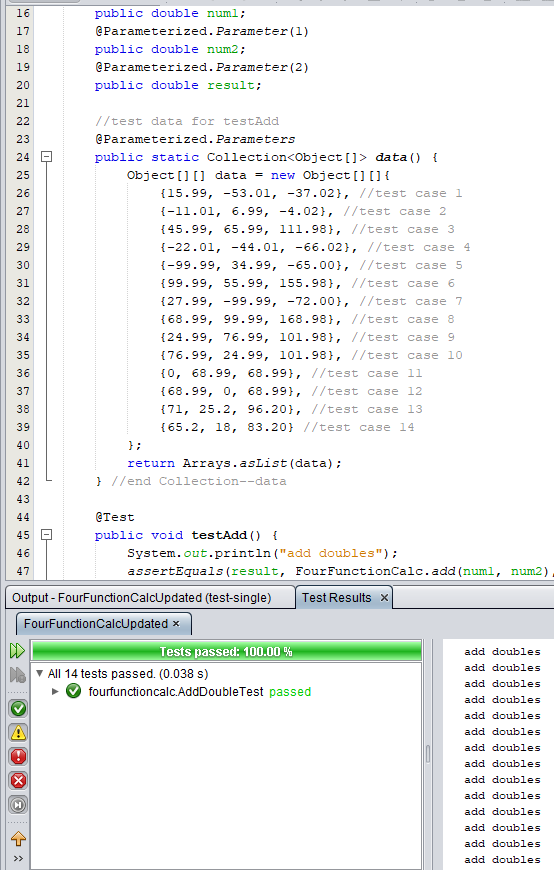 16 public double num1;
17 @Parameterized.Parameter(1)
18 public double num2;
19 @Parameterized.Parameter(2)
20 public double result;
21
22 //test data for testAdd
23 @Parameterized.Parameters
24 public static Collection<Object[]> data() {
25 Object[][] data = new Object[][]{
26 {15.99, -53.01, -37.02}, //test case 1
27 {-11.01, 6.99, -4.02}, //test case 2
28 {45.99, 65.99, 111.98}, //test case 3
29 {-22.01, -44.01, -66.02}, //test case 4
30 {-99.99, 34.99, -65.00}, //test case 5
31 {99.99, 55.99, 155.98}, //test case 6
32 {27.99, -99.99, -72.00}, //test case 7
33 {68.99, 99.99, 168.98}, //test case 8
34 {24.99, 76.99, 101.98}, //test case 9
35 {76.99, 24.99, 101.98}, //test case 10
36 {0, 68.99, 68.99}, //test case 11
37 {68.99, 0, 68.99}, //test case 12
38 {71, 25.2, 96.20}, //test case 13
39 {65.2, 18, 83.20} //test case 14
40 };
41 return Arrays.asList(data);
42 } //end Collection--data
43
44 @Test
45 public void testAdd() {
46 System.out.println("add doubles");
47 assertEquals(result, FourFunctionCalc.add(num1, num2),
Output - FourFunctionCalcUpdated (test-single) Test Results ×
FourFunctionCalcUpdated ×
Tests passed: 100.00 %
All 14 tests passed. (0.038 s)
fourfunctioncalc.AddDoubleTest passed
add doubles
add doubles
add doubles
add doubles
add doubles
add doubles
add doubles
add doubles
add doubles
add doubles
add doubles
add doubles
add doubles
add doubles